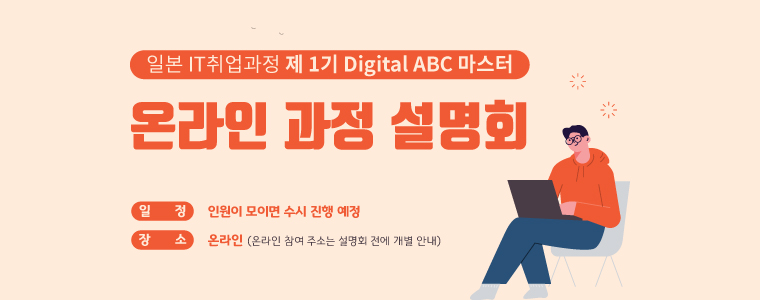 일본 IT취업과정 제 1기 Digital ABC 마스터
온라인 과정 설명회
일 정 인원이 모이면 수시 진행 예정
장 소 온라인 (온라인 참여 주소는 설명회 전에 개별 안내)